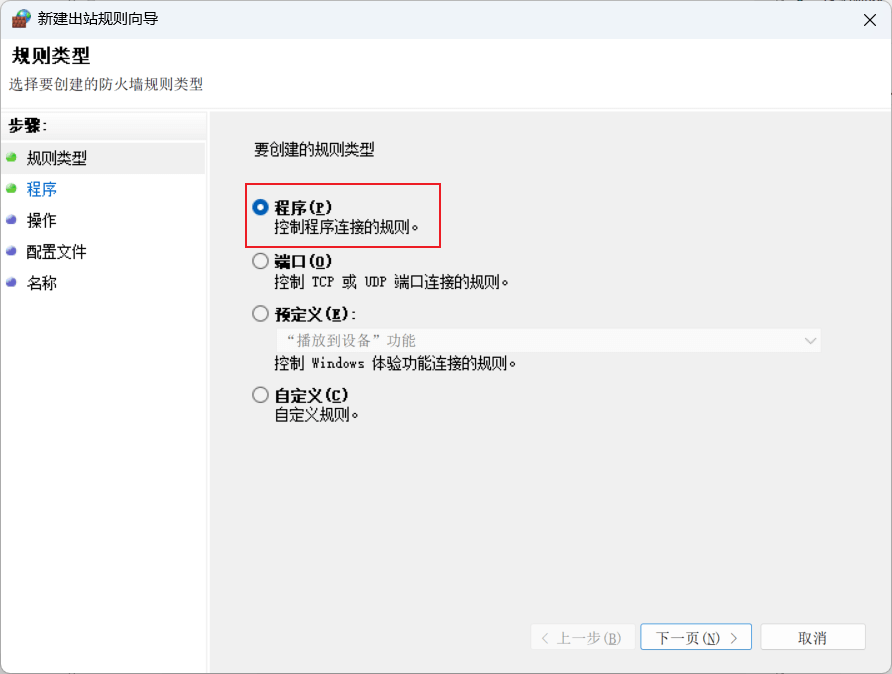 新建出站规则向导
规则类型
选择要创建的防火墙规则类型
步骤:
规则类型
程序
操作
配置文件
名称
要创建的规则类型
程序(P)
控制程序连接的规则。
端口(O)
控制 TCP 或 UDP 端口连接的规则。
预定义(E):
“播放到设备”功能
控制 Windows 体验功能连接的规则。
自定义(C)
自定义规则。
< 上一步(B)
下一页(N) >
取消